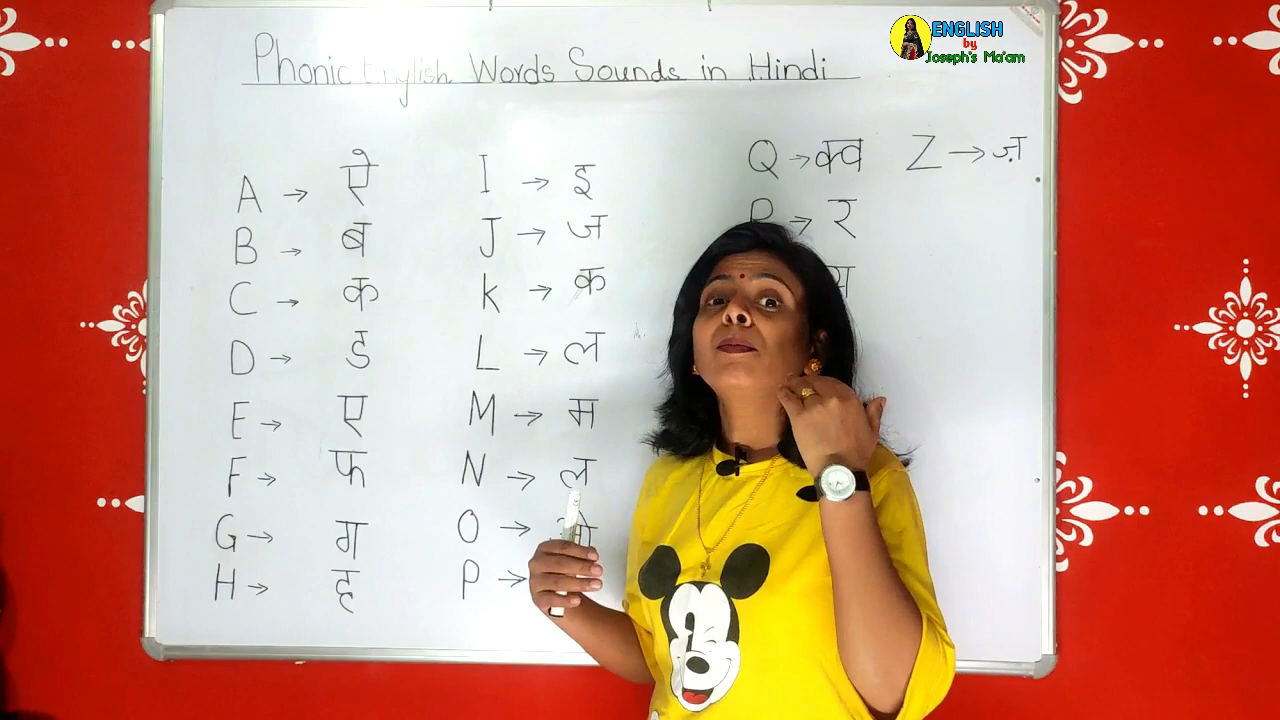 ENGLISH
by
Joseph's Ma'am
Phonic English Words Sounds in Hindi
A → ऐ
B → ब
C → क
D → ड
E → ए
F → फ
G → ग
H → ह
I → इ
J → ज
K → क
L → ल
M → म
N → ल
O →
P →
Q → क्व
→ र
Z → ज़